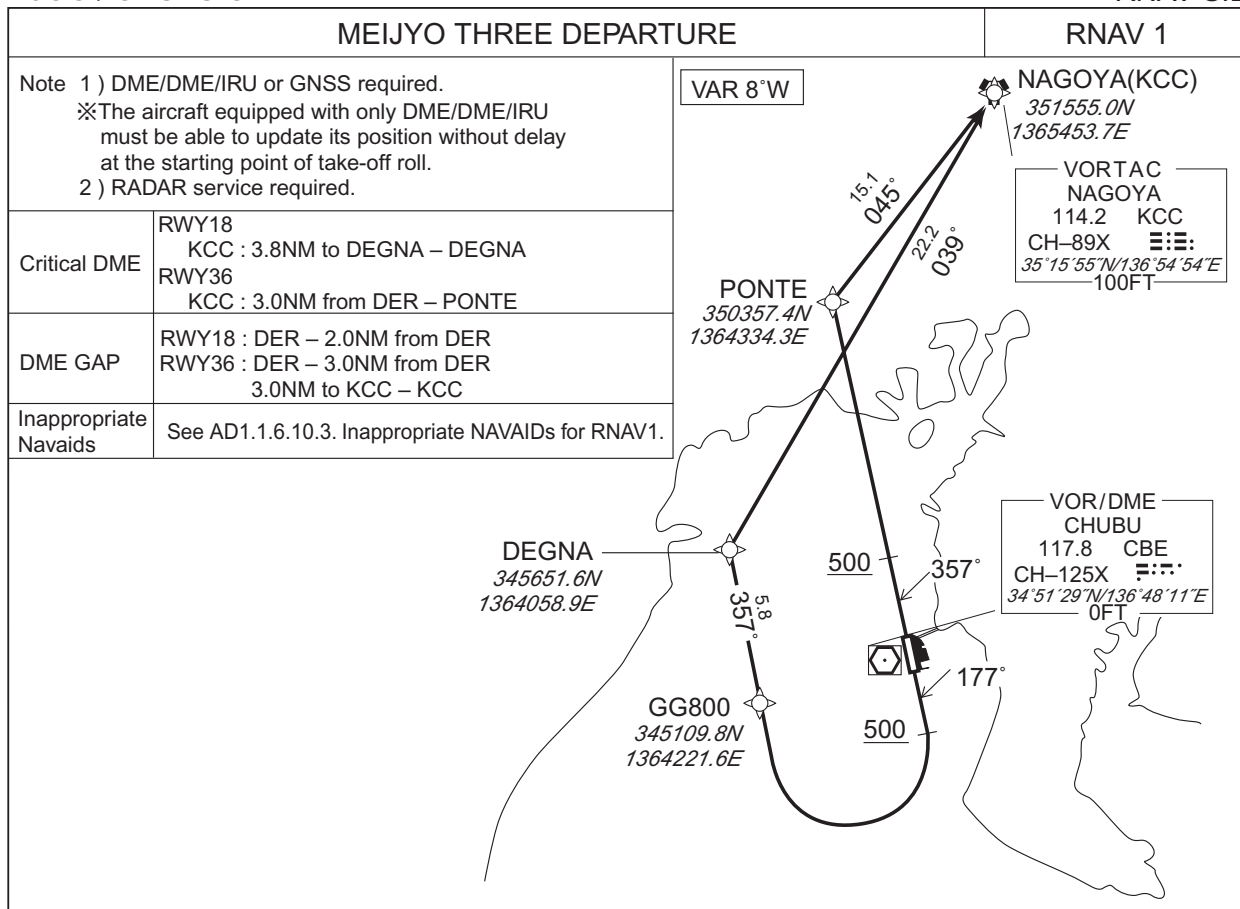 MEIJYO THREE DEPARTURE
RNAV 1
Note 1 ) DME/DME/IRU or GNSS required.
※The aircraft equipped with only DME/DME/IRU
must be able to update its position without delay
at the starting point of take-off roll.
2 ) RADAR service required.
Critical DME
RWY18
KCC : 3.8NM to DEGNA – DEGNA
RWY36
KCC : 3.0NM from DER – PONTE
DME GAP
RWY18 : DER – 2.0NM from DER
RWY36 : DER – 3.0NM from DER
3.0NM to KCC – KCC
Inappropriate
Navaids
See AD1.1.6.10.3. Inappropriate NAVAIDs for RNAV1.
VAR 8˚W
NAGOYA(KCC)
351555.0N
1365453.7E
VORTAC
NAGOYA
114.2 KCC
CH–89X
35˚15´55˝N/136˚54´54˝E
100FT
15.1
045˚
22.2
039˚
PONTE
350357.4N
1364334.3E
DEGNA
345651.6N
1364058.9E
500
357˚
VOR/DME
CHUBU
117.8 CBE
CH–125X
34˚51´29˝N/136˚48´11˝E
0FT
5.8
357˚
177˚
GG800
345109.8N
1364221.6E
500